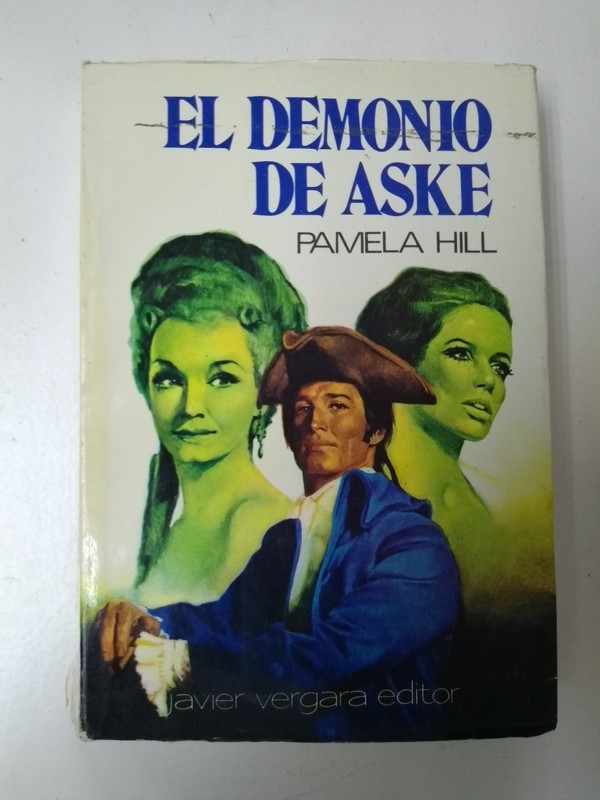 EL DEMONIO
DE ASKE
PAMELA HILL
javier vergara editor